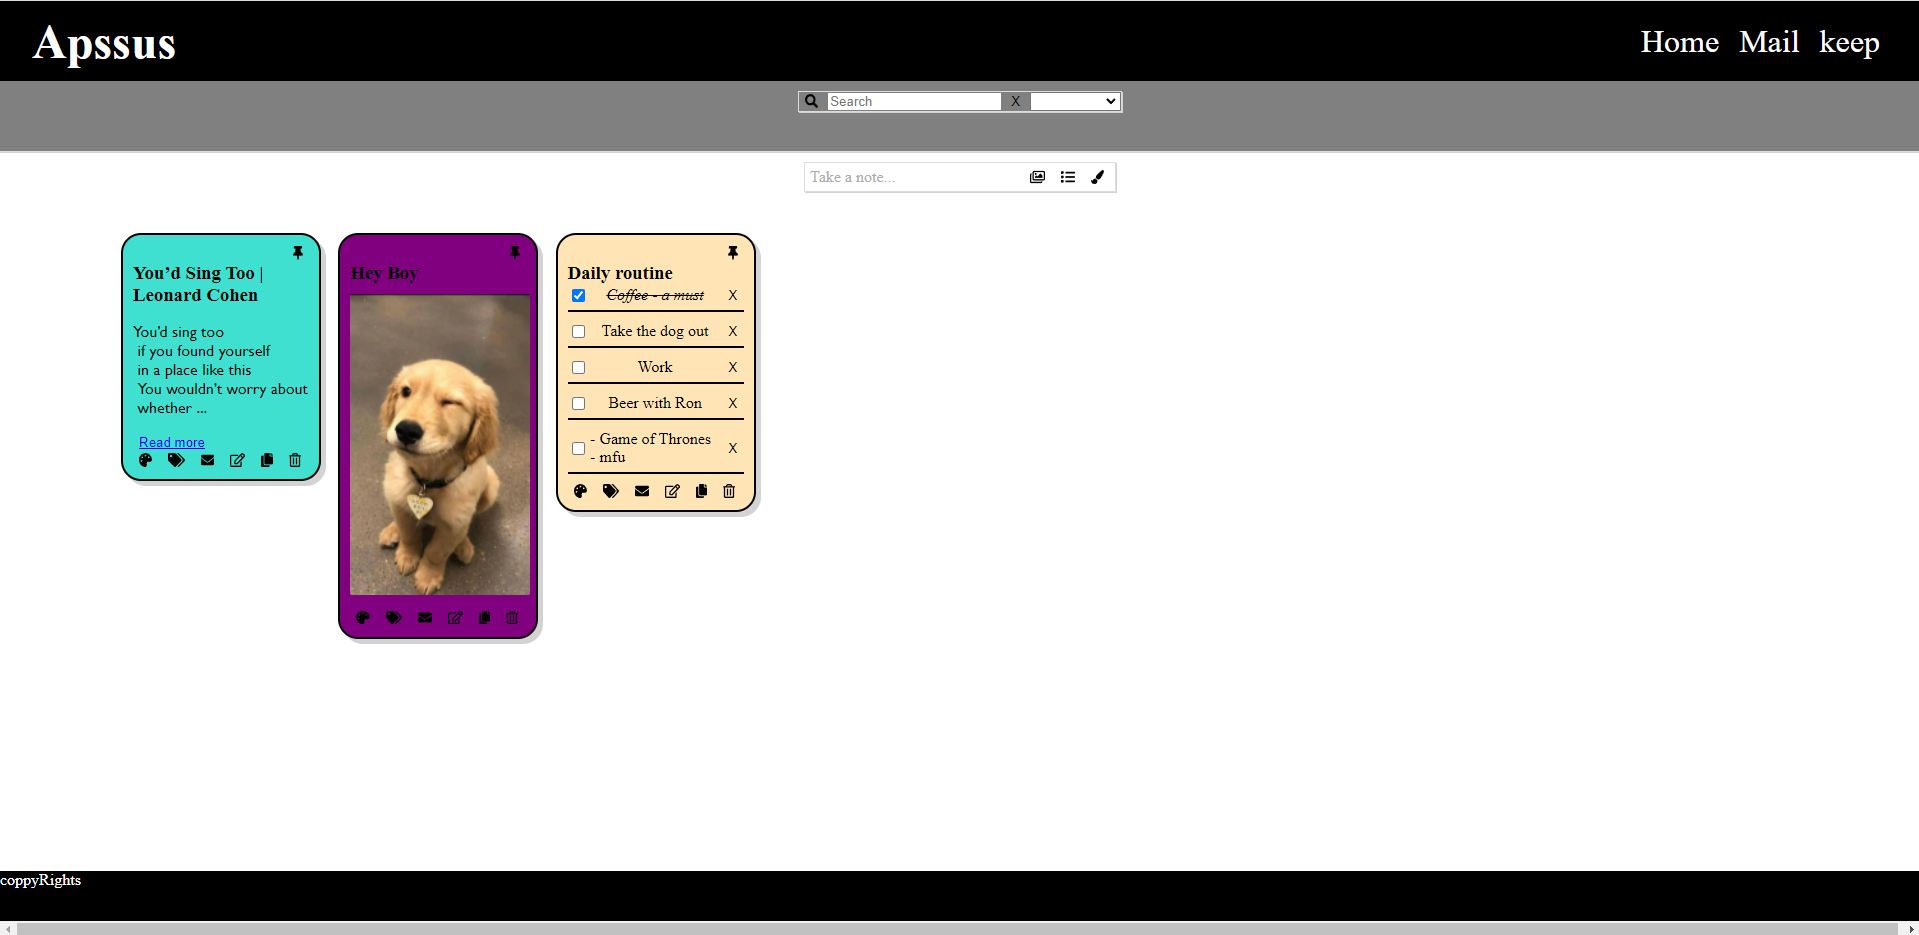 Apssus
Home Mail keep
Search X
Take a note...
You’d Sing Too |
Leonard Cohen
You’d sing too
if you found yourself
in a place like this
You wouldn’t worry about
whether ...
Read more
Hey Boy
Daily routine
Coffee - a must X
Take the dog out X
Work X
Beer with Ron X
- Game of Thrones X
- mfu
coppyRights